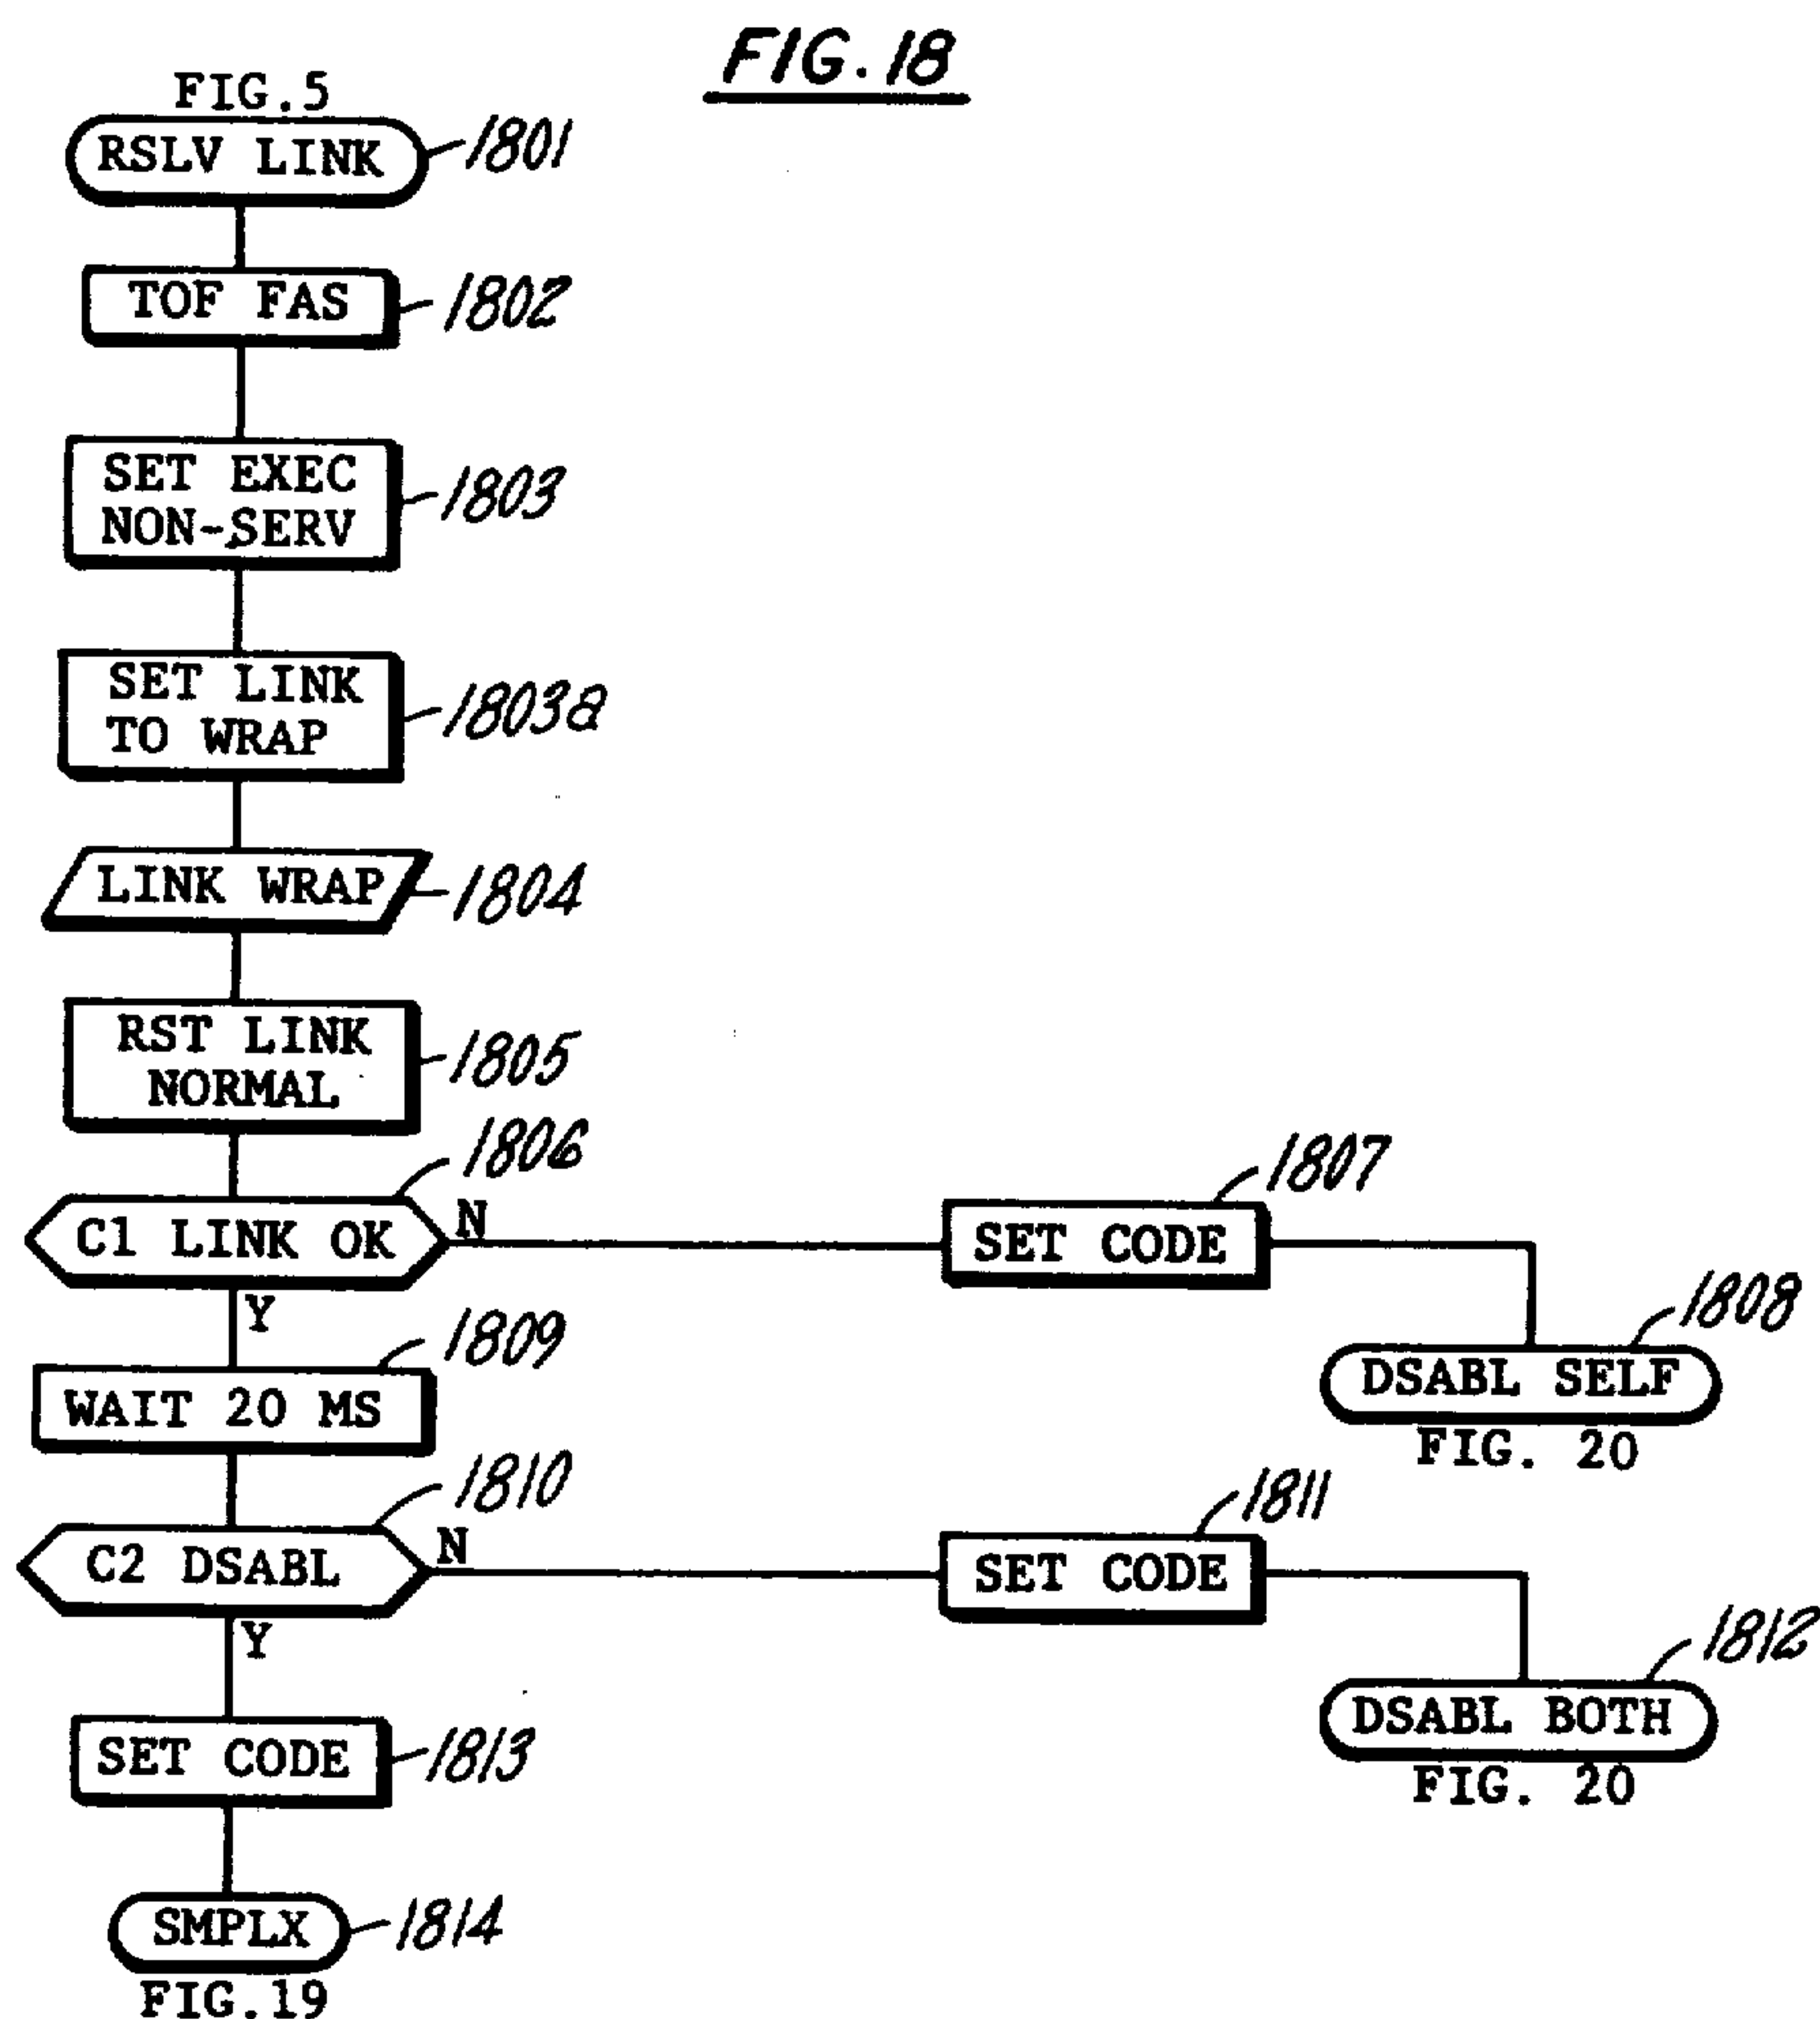 FIG. 18
FIG.5
RSLV LINK
1801
TOF FAS
1802
SET EXEC
NON-SERV
1803
SET LINK
TO WRAP
1803a
LINK WRAP
1804
RST LINK
NORMAL
1805
1806
C1 LINK OK
N
1807
SET CODE
Y
1808
DSABL SELF
FIG. 20
1809
WAIT 20 MS
1810
C2 DSABL
N
1811
SET CODE
Y
1812
DSABL BOTH
FIG. 20
SET CODE
1813
SMPLX
1814
FIG.19